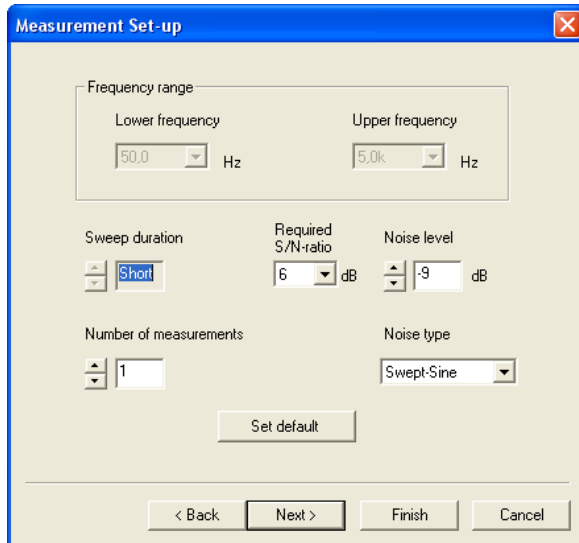 Measurement Set-up
Frequency range
Lower frequency Upper frequency
50,0 Hz 5,0k Hz
Sweep duration Required S/N-ratio Noise level
Short 6 dB -9 dB
Number of measurements Noise type
1 Swept-Sine
Set default
< Back Next > Finish Cancel